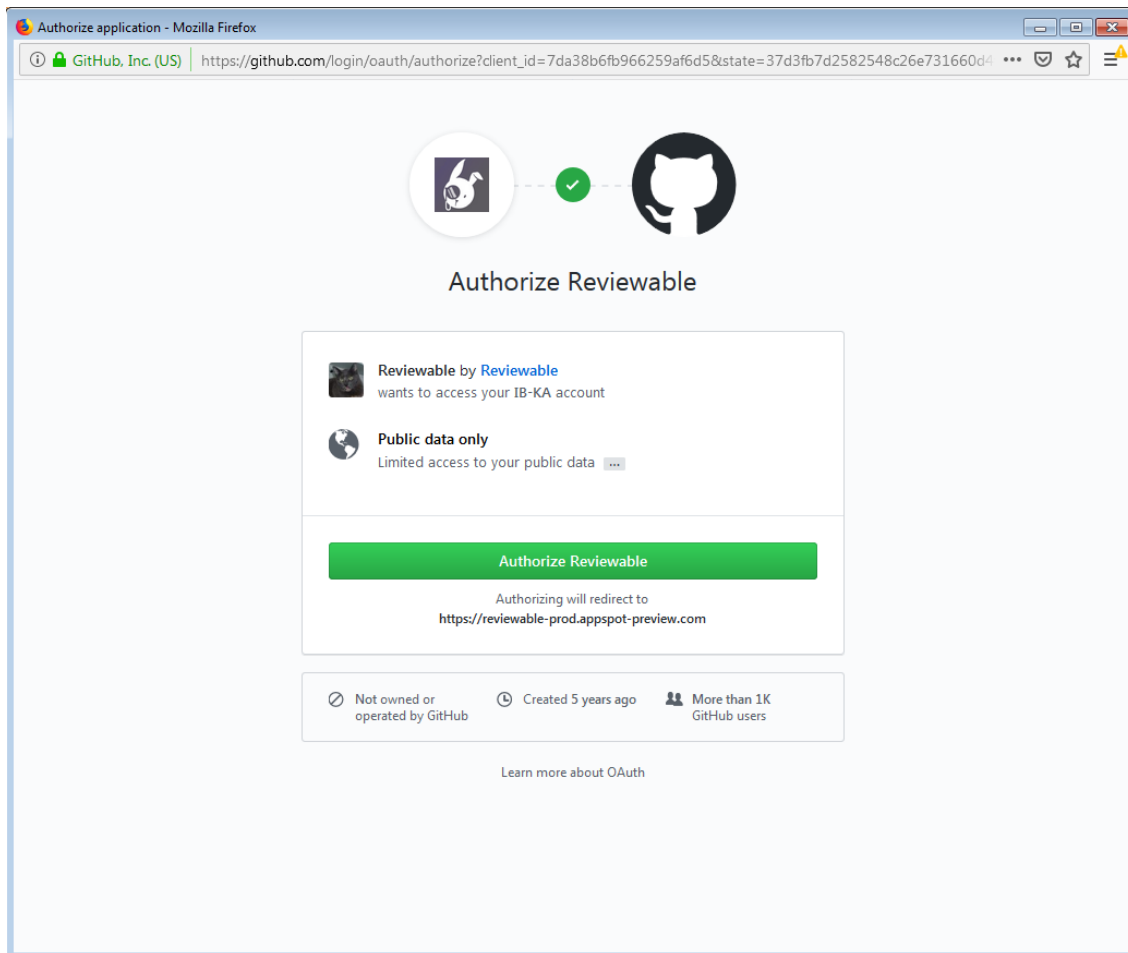 Authorize application - Mozilla Firefox
GitHub, Inc. (US) https://github.com/login/oauth/authorize?client_id=7da38b6fb966259af6d5&state=37d3fb7d2582548c26e731660d4
Authorize Reviewable
Reviewable by Reviewable
wants to access your IB-KA account
Public data only
Limited access to your public data ...
Authorize Reviewable
Authorizing will redirect to
https://reviewable-prod.appspot-preview.com
Not owned or
operated by GitHub
Created 5 years ago
More than 1K
GitHub users
Learn more about OAuth